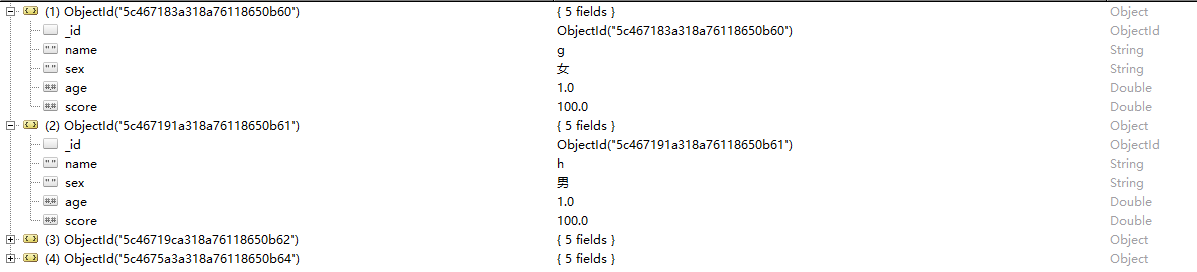 (1) ObjectId("5c467183a318a76118650b60") { 5 fields } Object
_id ObjectId("5c467183a318a76118650b60") ObjectId
name g String
sex 女 String
age 1.0 Double
score 100.0 Double
(2) ObjectId("5c467191a318a76118650b61") { 5 fields } Object
_id ObjectId("5c467191a318a76118650b61") ObjectId
name h String
sex 男 String
age 1.0 Double
score 100.0 Double
(3) ObjectId("5c46719ca318a76118650b62") { 5 fields } Object
(4) ObjectId("5c4675a3a318a76118650b64") { 5 fields } Object